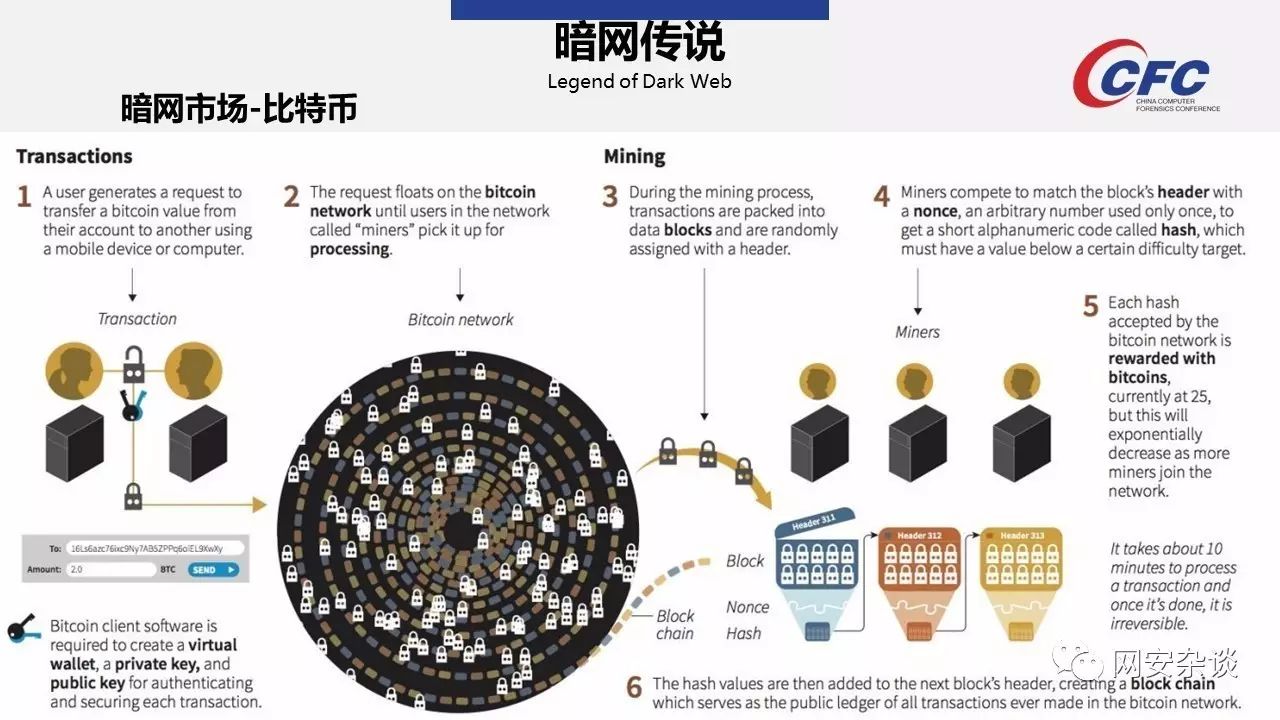 暗网传说
Legend of Dark Web
暗网市场-比特币
CFC
CHINA COMPUTER
FORENSICS CONFERENCE
Transactions
1
A user generates a request to
transfer a bitcoin value from
their account to another using
a mobile device or computer.
2
The request floats on the bitcoin
network until users in the network
called “miners” pick it up for
processing.
Mining
3
During the mining process,
transactions are packed into
data blocks and are randomly
assigned with a header.
4
Miners compete to match the block’s header with
a nonce, an arbitrary number used only once, to
get a short alphanumeric code called hash, which
must have a value below a certain difficulty target.
Transaction
Bitcoin network
Miners
5
Each hash
accepted by the
bitcoin network is
rewarded with
bitcoins,
currently at 25,
but this will
exponentially
decrease as more
miners join the
network.
To:
Amount: 2.0 BTC SEND
Header 311
Header 312
Header 313
Block
Nonce
Hash
Block
chain
It takes about 10
minutes to process
a transaction and
once it’s done, it is
irreversible.
Bitcoin client software is
required to create a virtual
wallet, a private key, and
public key for authenticating
and securing each transaction.
6
The hash values are then added to the next block’s header, creating a block chain
which serves as the public ledger of all transactions ever made in the bitcoin network.
网安杂谈